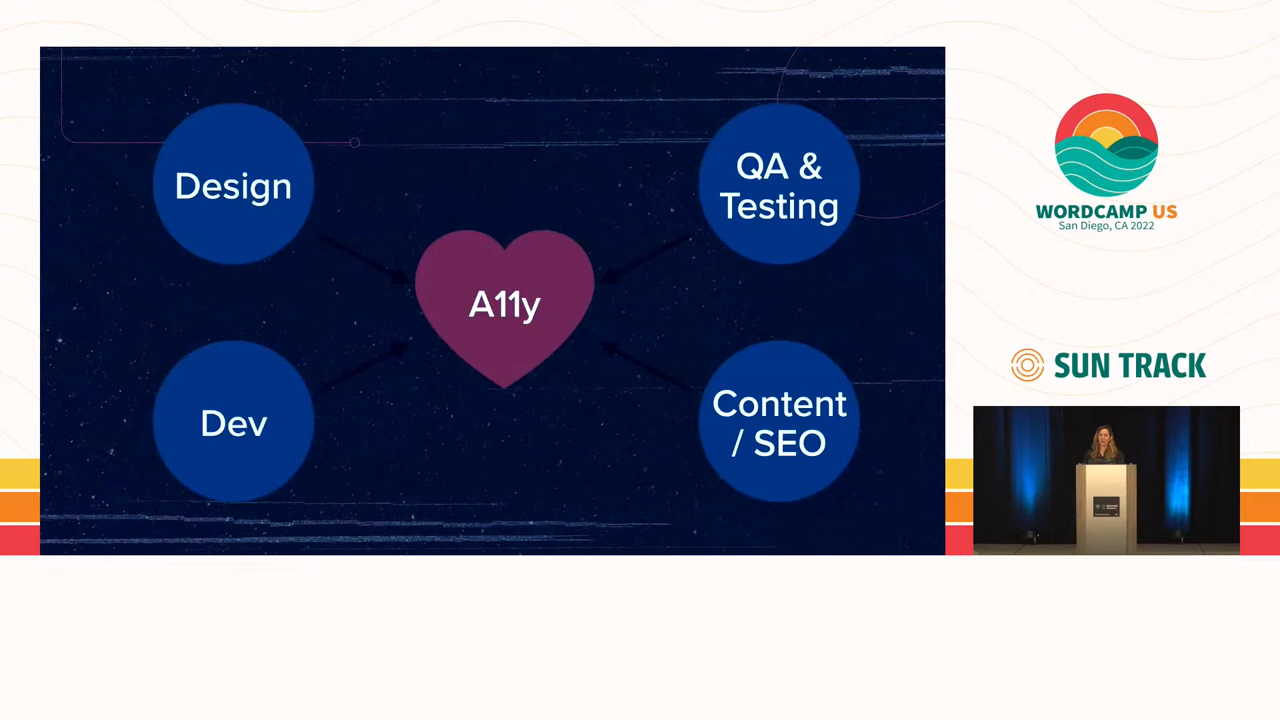 Design
QA &
Testing
A11y
Dev
Content
/ SEO
WORDCAMP US
San Diego, CA 2022
SUN TRACK